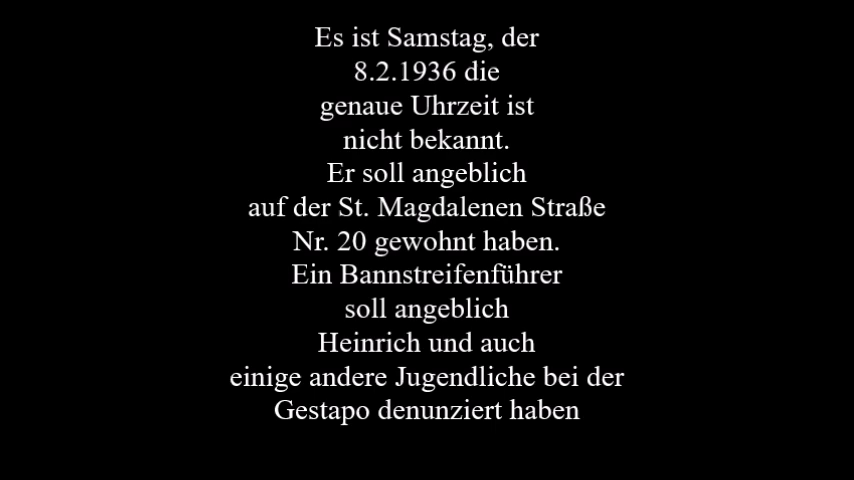 Es ist Samstag, der
8.2.1936 die
genaue Uhrzeit ist
nicht bekannt.
Er soll angeblich
auf der St. Magdalenen Straße
Nr. 20 gewohnt haben.
Ein Bannstreifenführer
soll angeblich
Heinrich und auch
einige andere Jugendliche bei der
Gestapo denunziert haben